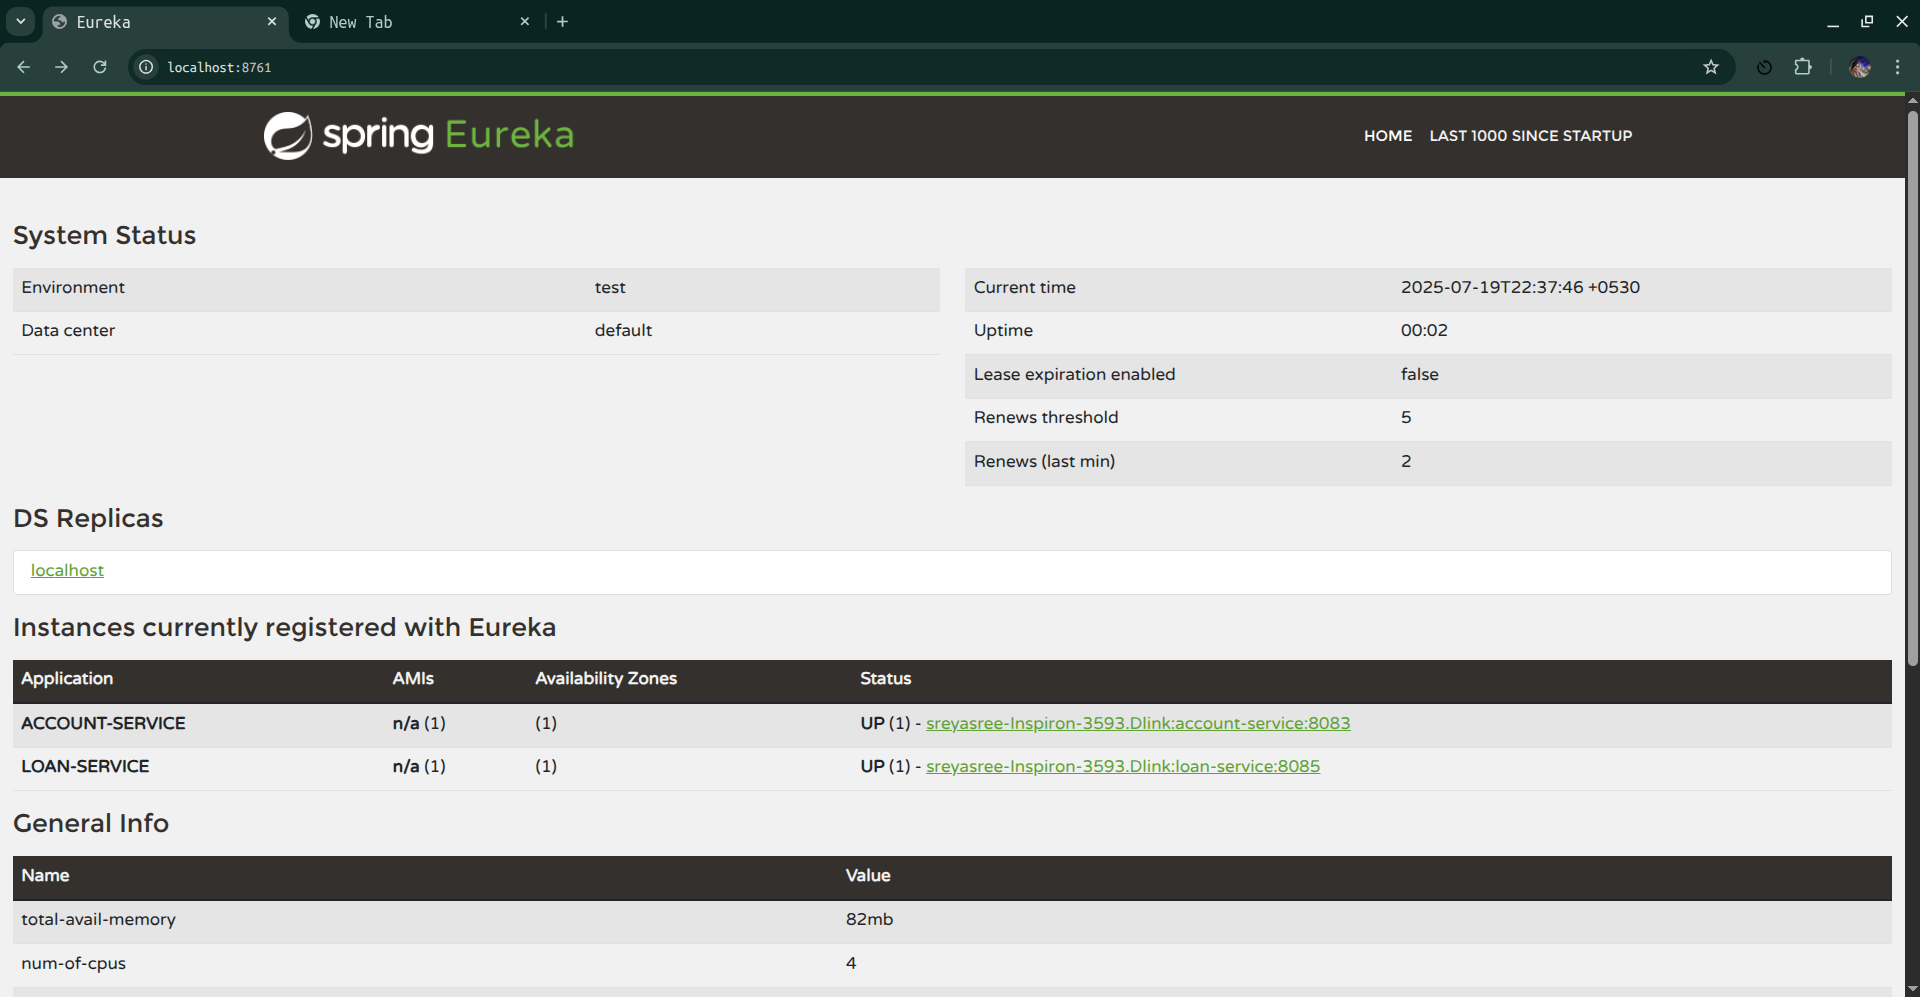 Eureka
New Tab
localhost:8761
spring Eureka
HOME LAST 1000 SINCE STARTUP
System Status
Environment test
Data center default
Current time 2025-07-19T22:37:46 +0530
Uptime 00:02
Lease expiration enabled false
Renews threshold 5
Renews (last min) 2
DS Replicas
localhost
Instances currently registered with Eureka
Application AMIs Availability Zones Status
ACCOUNT-SERVICE n/a (1) (1) UP (1) - sreyasree-Inspiron-3593.Dlink:account-service:8083
LOAN-SERVICE n/a (1) (1) UP (1) - sreyasree-Inspiron-3593.Dlink:loan-service:8085
General Info
Name Value
total-avail-memory 82mb
num-of-cpus 4